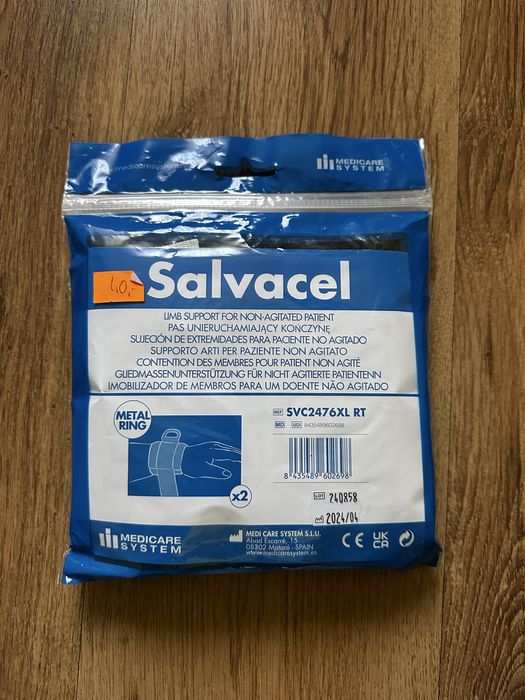 www.medicaresystem.
MEDICARE
SYSTEM
40,-
Salvacel
LIMB SUPPORT FOR NON-AGITATED PATIENT
PAS UNIERUCHAMIAJĄCY KOŃCZYNĘ
SUJECIÓN DE EXTREMIDADES PARA PACIENTE NO AGITADO
SUPPORTO ARTI PER PAZIENTE NON AGITATO
CONTENTION DES MEMBRES POUR PATIENT NON AGITÉ
GLIEDMASSENUNTERSTÜTZUNG FÜR NICHT AGITIERTE PATIENTENN
IMOBILIZADOR DE MEMBROS PARA UM DOENTE NÃO AGITADO
METAL
RING
x2
REF SVC2476XL RT
MD UDI 8435489602698
8 435489 602698
LOT 240858
2024/04
MEDICARE
SYSTEM
MEDI CARE SYSTEM S.L.U.
Abad Escarré, 15
08302 Mataró - SPAIN
www.medicaresystem.es
CE
UK
CA